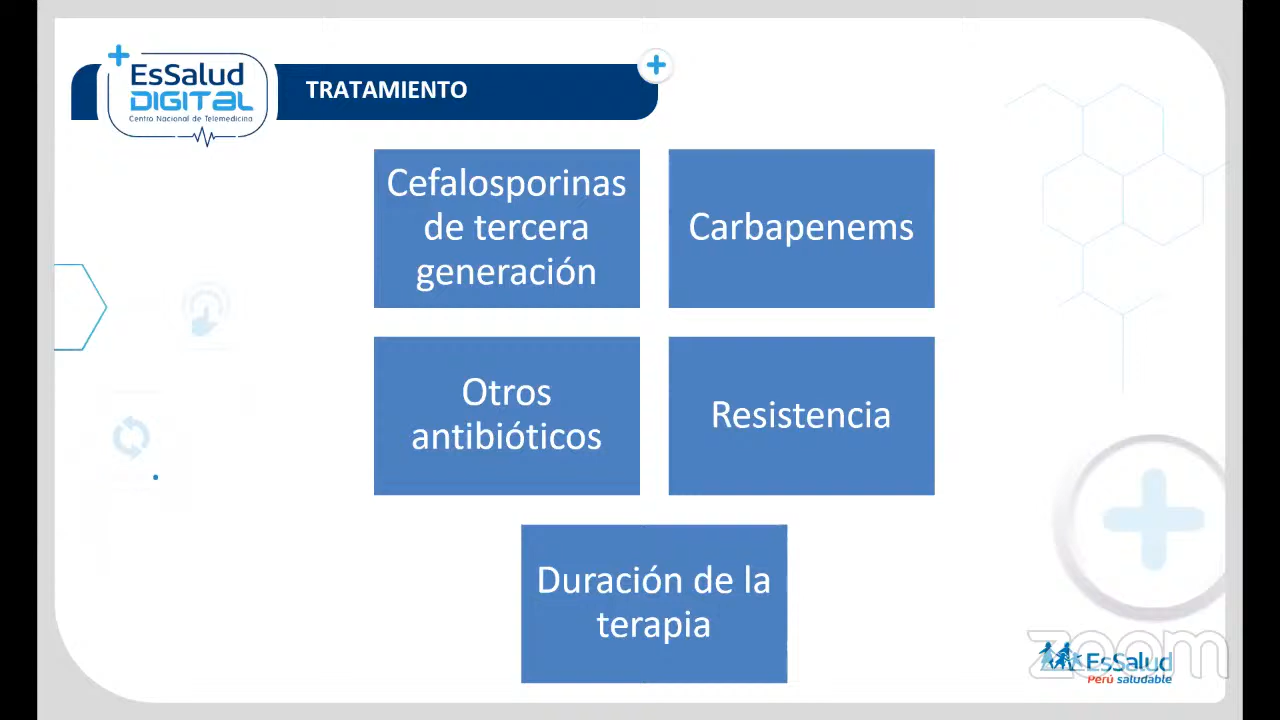 EsSalud
DIGITAL
Centro Nacional de Telemedicina
TRATAMIENTO
Cefalosporinas
de tercera
generación
Carbapenems
Otros
antibióticos
Resistencia
Duración de la
terapia
zoom
EsSalud
Perú saludable